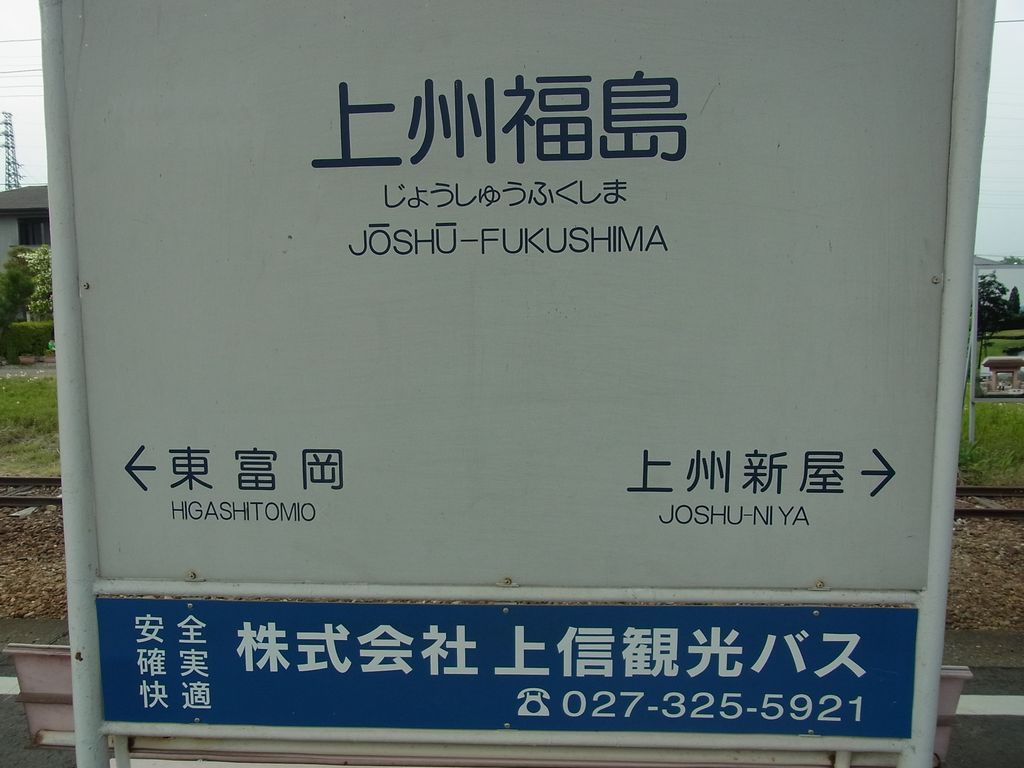 上州福島
じょうしゅうふくしま
JŌSHŪ-FUKUSHIMA
←東富岡 上州新屋→
HIGASHITOMIO JOSHU-NIYA
安全
確実
快適
株式会社 上信観光バス
☎027-325-5921